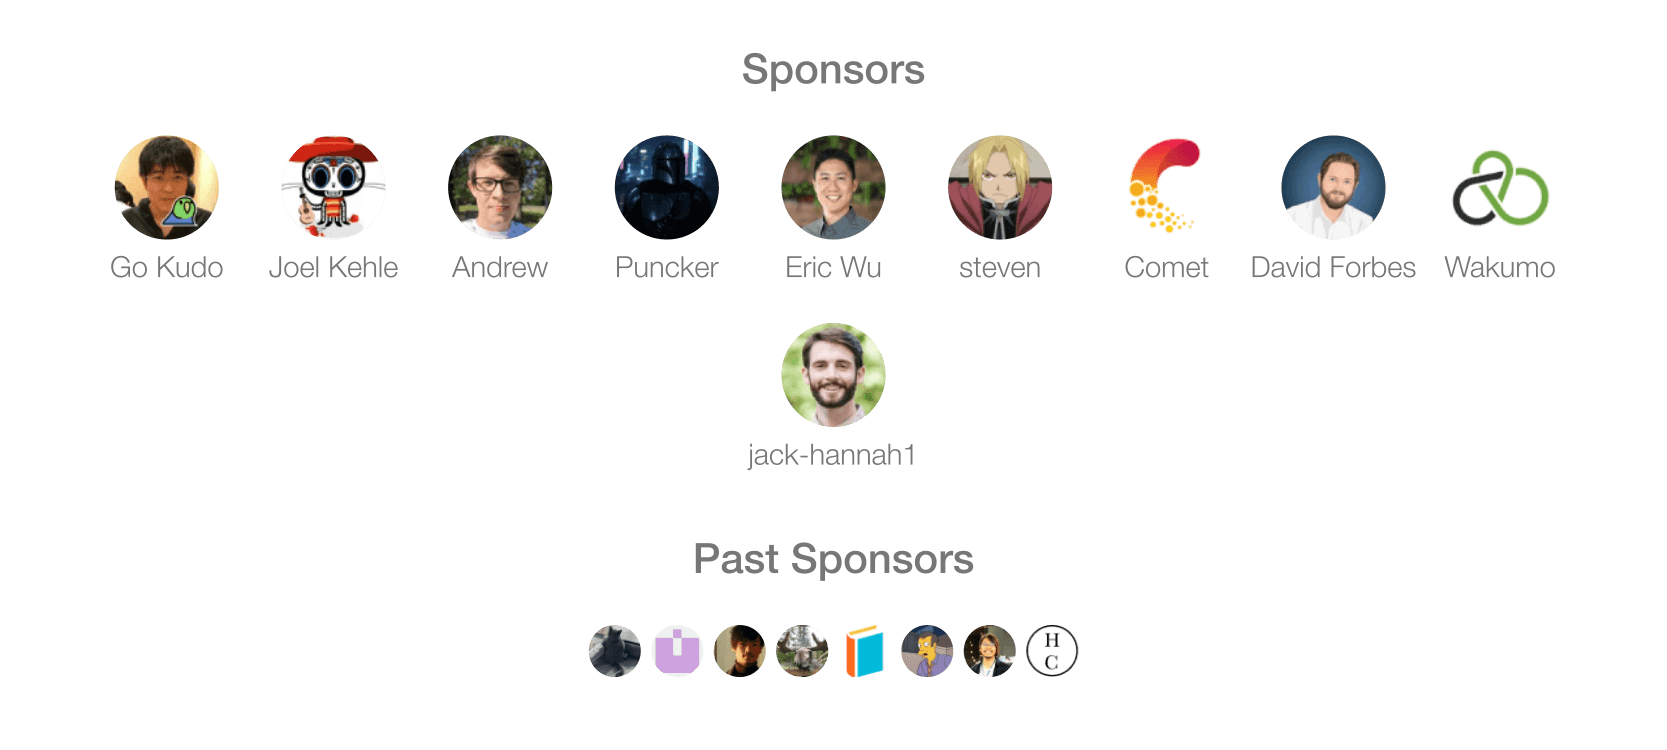 Sponsors
Go Kudo Joel Kehle Andrew Puncker Eric Wu steven Comet David Forbes Wakumo
jack-hannah1
Past Sponsors
H
C